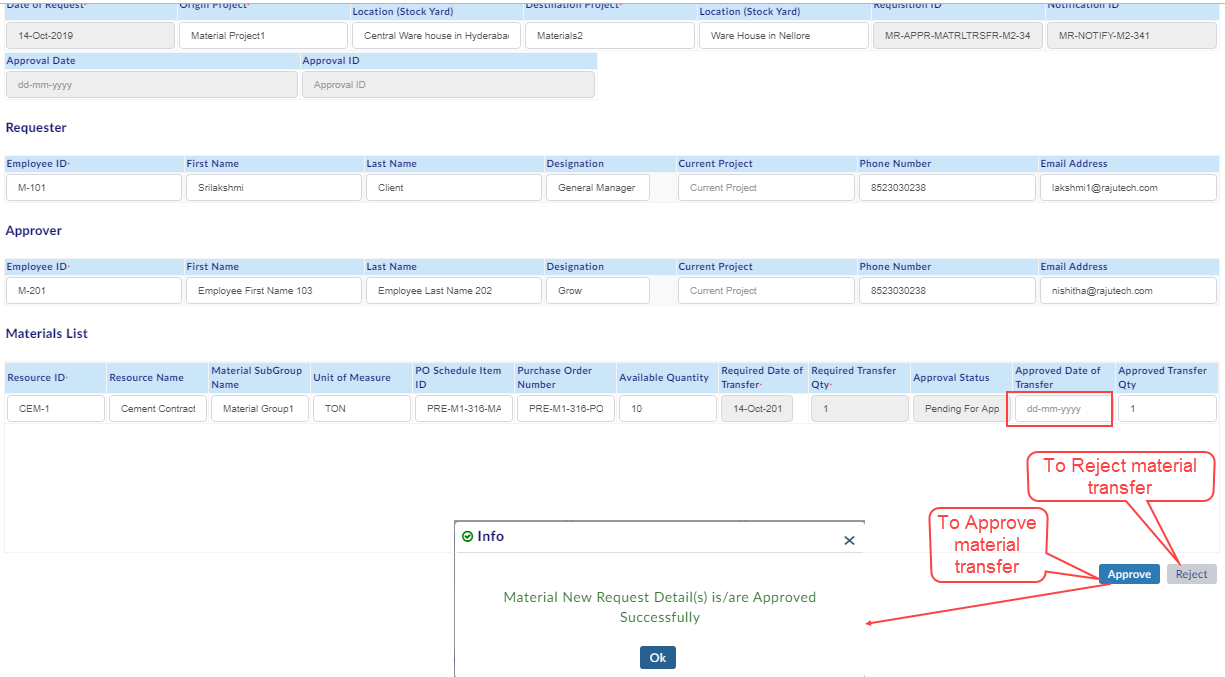 Date of Request* Origin Project* Location (Stock Yard) Destination Project* Location (Stock Yard) Requisition ID Notification ID
14-Oct-2019 Material Project1 Central Ware house in Hyderaba Materials2 Ware House in Nellore MR-APPR-MATRLTRSFR-M2-34 MR-NOTIFY-M2-341
Approval Date Approval ID
dd-mm-yyyy Approval ID
Requester
Employee ID* First Name Last Name Designation Current Project Phone Number Email Address
M-101 Srilakshmi Client General Manager Current Project 8523030238 lakshmi1@rajutech.com
Approver
Employee ID* First Name Last Name Designation Current Project Phone Number Email Address
M-201 Employee First Name 103 Employee Last Name 202 Grow Current Project 8523030238 nishitha@rajutech.com
Materials List
Resource ID* Resource Name Material SubGroup Name Unit of Measure PO Schedule Item ID Purchase Order Number Available Quantity Required Date of Transfer* Required Transfer Qty* Approval Status Approved Date of Transfer Approved Transfer Qty
CEM-1 Cement Contract Material Group1 TON PRE-M1-316-MA PRE-M1-316-PO 10 14-Oct-201 1 Pending For App dd-mm-yyyy 1
To Reject material
transfer
To Approve
material
transfer
Approve Reject
Info
Material New Request Detail(s) is/are Approved
Successfully
Ok